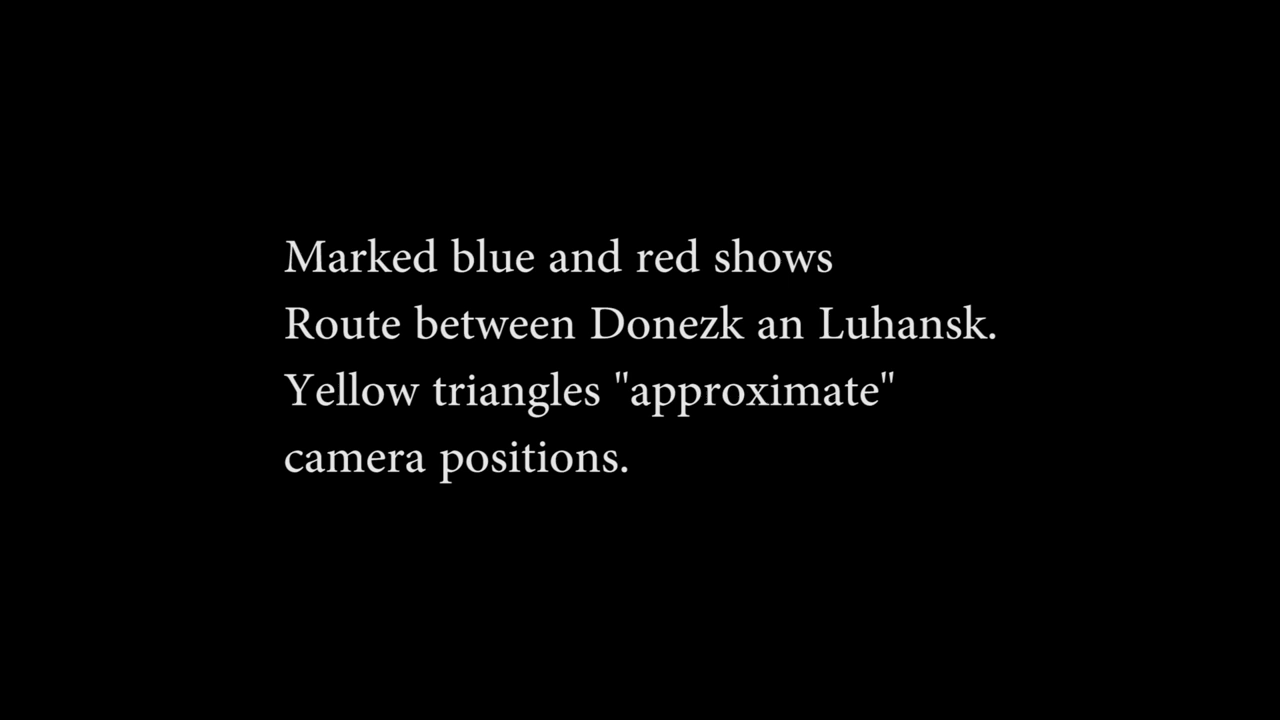 Marked blue and red shows
Route between Donezk an Luhansk.
Yellow triangles "approximate"
camera positions.